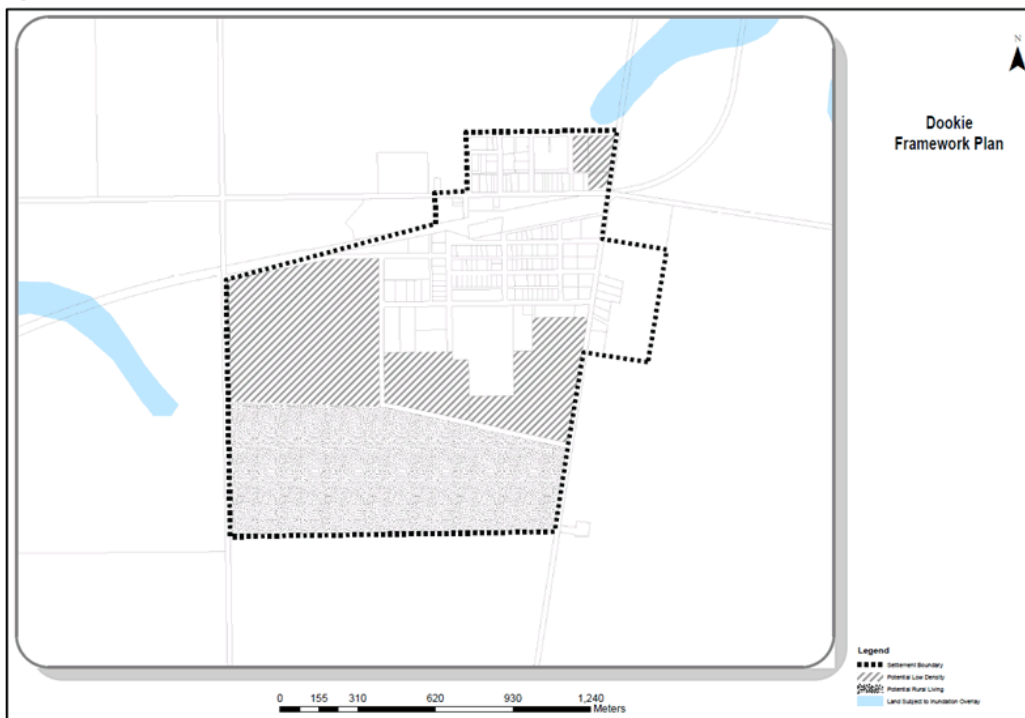 N
Dookie
Framework Plan
Legend
Settlement Boundary
Potential Low Density
Potential Rural Living
Land Subject to Inundation Overlay
0 155 310 620 930 1,240
Meters